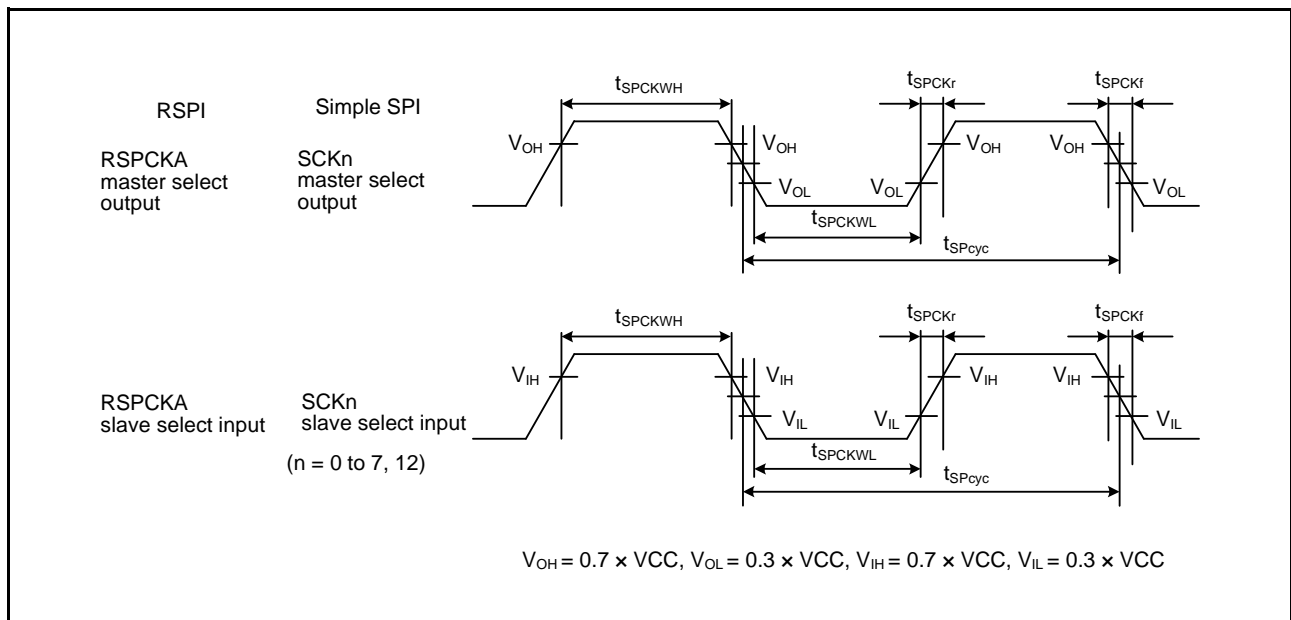 RSPI
Simple SPI
RSPCKA
master select
output
SCKn
master select
output
tSPCKWH
tSPCKr
tSPCKf
VOH
VOH
VOH
VOH
VOL
VOL
VOL
tSPCKWL
tSPcyc
RSPCKA
slave select input
SCKn
slave select input
(n = 0 to 7, 12)
tSPCKWH
tSPCKr
tSPCKf
VIH
VIH
VIH
VIH
VIL
VIL
VIL
tSPCKWL
tSPcyc
VOH = 0.7 × VCC, VOL = 0.3 × VCC, VIH = 0.7 × VCC, VIL = 0.3 × VCC